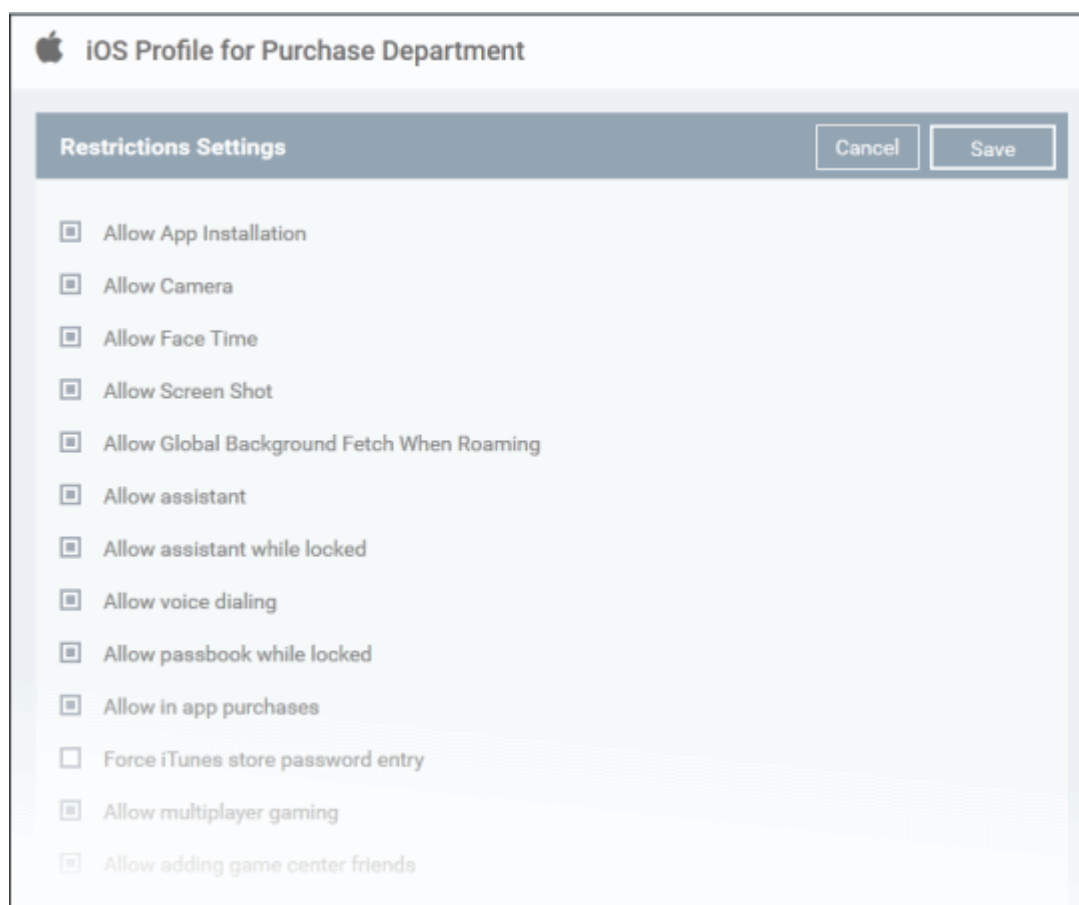 iOS Profile for Purchase Department
Restrictions Settings
Cancel
Save
Allow App Installation
Allow Camera
Allow Face Time
Allow Screen Shot
Allow Global Background Fetch When Roaming
Allow assistant
Allow assistant while locked
Allow voice dialing
Allow passbook while locked
Allow in app purchases
Force iTunes store password entry
Allow multiplayer gaming
Allow adding game center friends